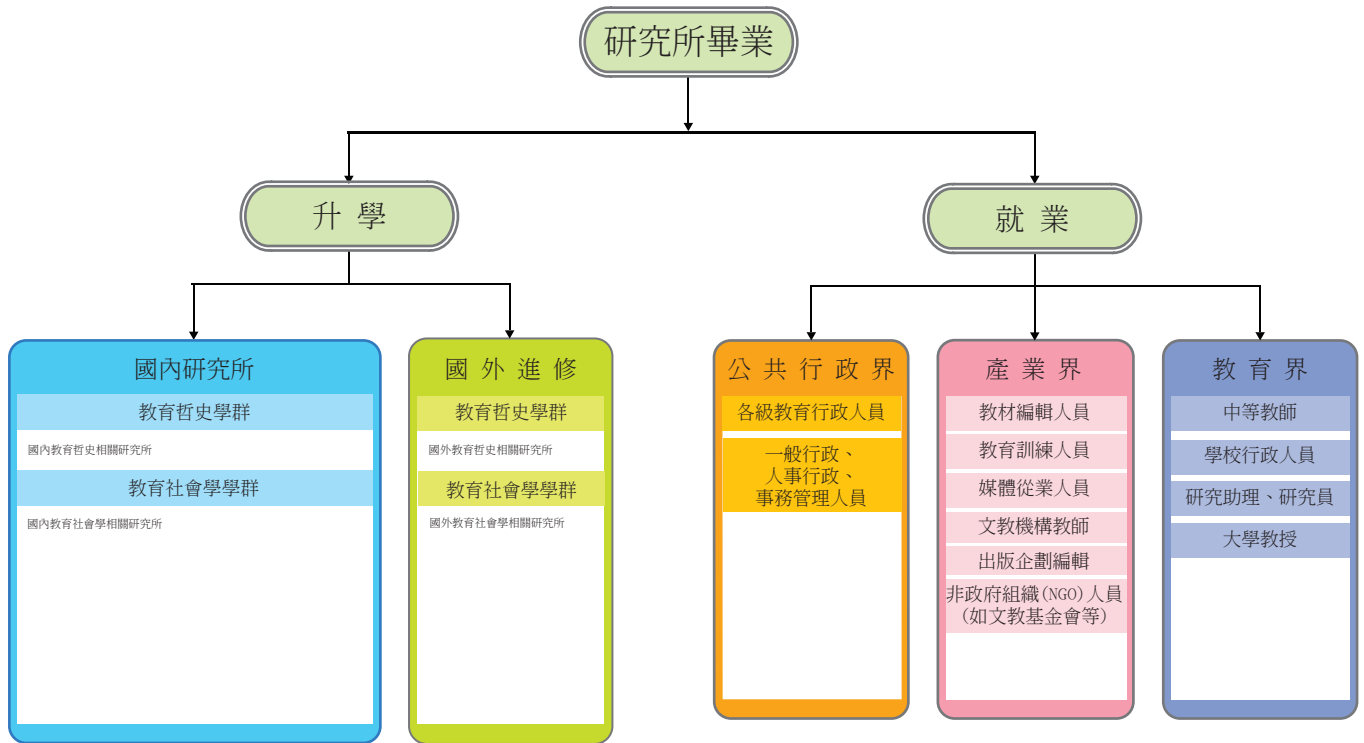 研究所畢業
升 學
就 業
國內研究所
教育哲史學群
國內教育哲史相關研究所
教育社會學學群
國內教育社會學相關研究所
國 外 進 修
教育哲史學群
國外教育哲史相關研究所
教育社會學學群
國外教育社會學相關研究所
公 共 行 政 界
各級教育行政人員
一般行政、
人事行政、
事務管理人員
產 業 界
教材編輯人員
教育訓練人員
媒體從業人員
文教機構教師
出版企劃編輯
非政府組織(NGO)人員
(如文教基金會等)
教 育 界
中等教師
學校行政人員
研究助理、研究員
大學教授